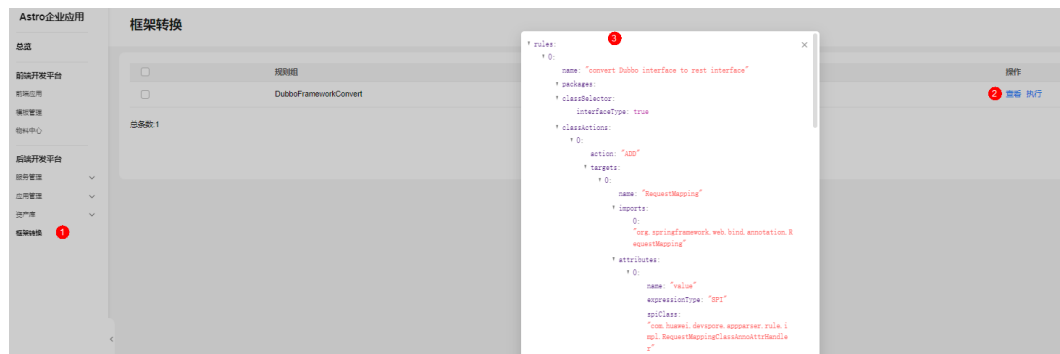 Astro企业应用
总览
前端开发平台
前端应用
模板管理
物料中心
后端开发平台
服务管理
应用管理
资产库
框架转换
1
框架转换
规则组
操作
DubboFrameworkConvert
2 查看 执行
总条数:1
3
rules:
0:
name: "convert Dubbo interface to rest interface"
packages:
classSelector:
interfaceType: true
classActions:
0:
action: "ADD"
targets:
0:
name: "RequestMapping"
imports:
0:
"org.springframework.web.bind.annotation.R
equestMapping"
attributes:
0:
name: "value"
expressionType: "SPI"
spiClass:
"com.huawei.devspore.appparser.rule.i
mpl.RequestMappingClassAnnoAttrHandle
r"